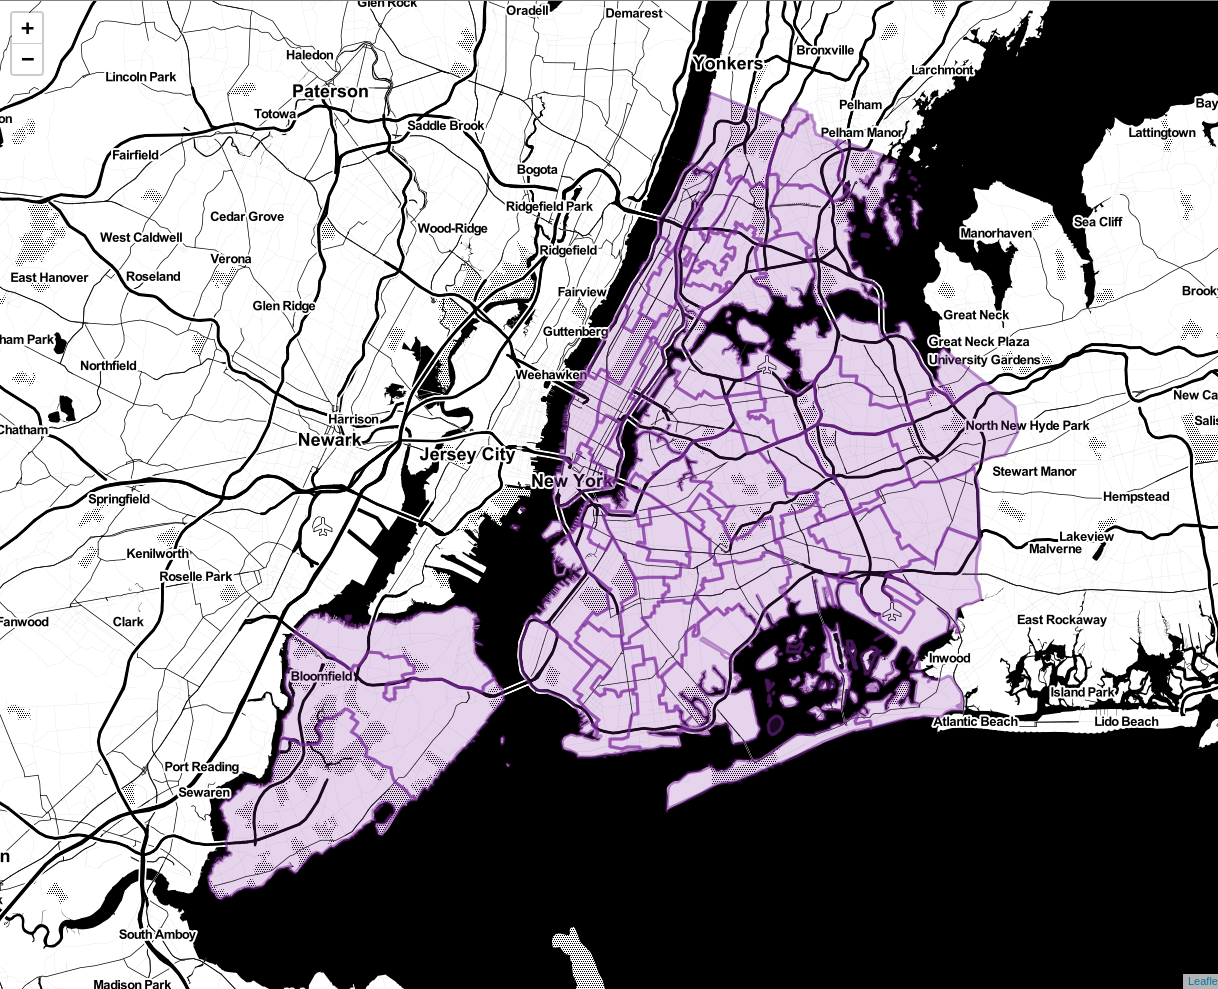 +
−
Glen Rock
Oradell
Demarest
Haledon
Bronxville
Yonkers
Larchmont
Lincoln Park
Paterson
Totowa
Saddle Brook
Pelham
Pelham Manor
Bay
on
Lattingtown
Fairfield
Bogota
Ridgefield Park
Cedar Grove
Wood-Ridge
Sea Cliff
Manorhaven
West Caldwell
Verona
Ridgefield
East Hanover
Roseland
Glen Ridge
Fairview
Brook
Great Neck
Guttenberg
ham Park
Great Neck Plaza
University Gardens
Northfield
Weehawken
New Ca
Harrison
Salis
Chatham
Newark
North New Hyde Park
Jersey City
New York
Stewart Manor
Springfield
Hempstead
Lakeview
Malverne
Kenilworth
Roselle Park
Fanwood
Clark
East Rockaway
Inwood
Bloomfield
Island Park
Atlantic Beach
Lido Beach
Port Reading
Sewaren
n
South Amboy
Madison Park
Leafle